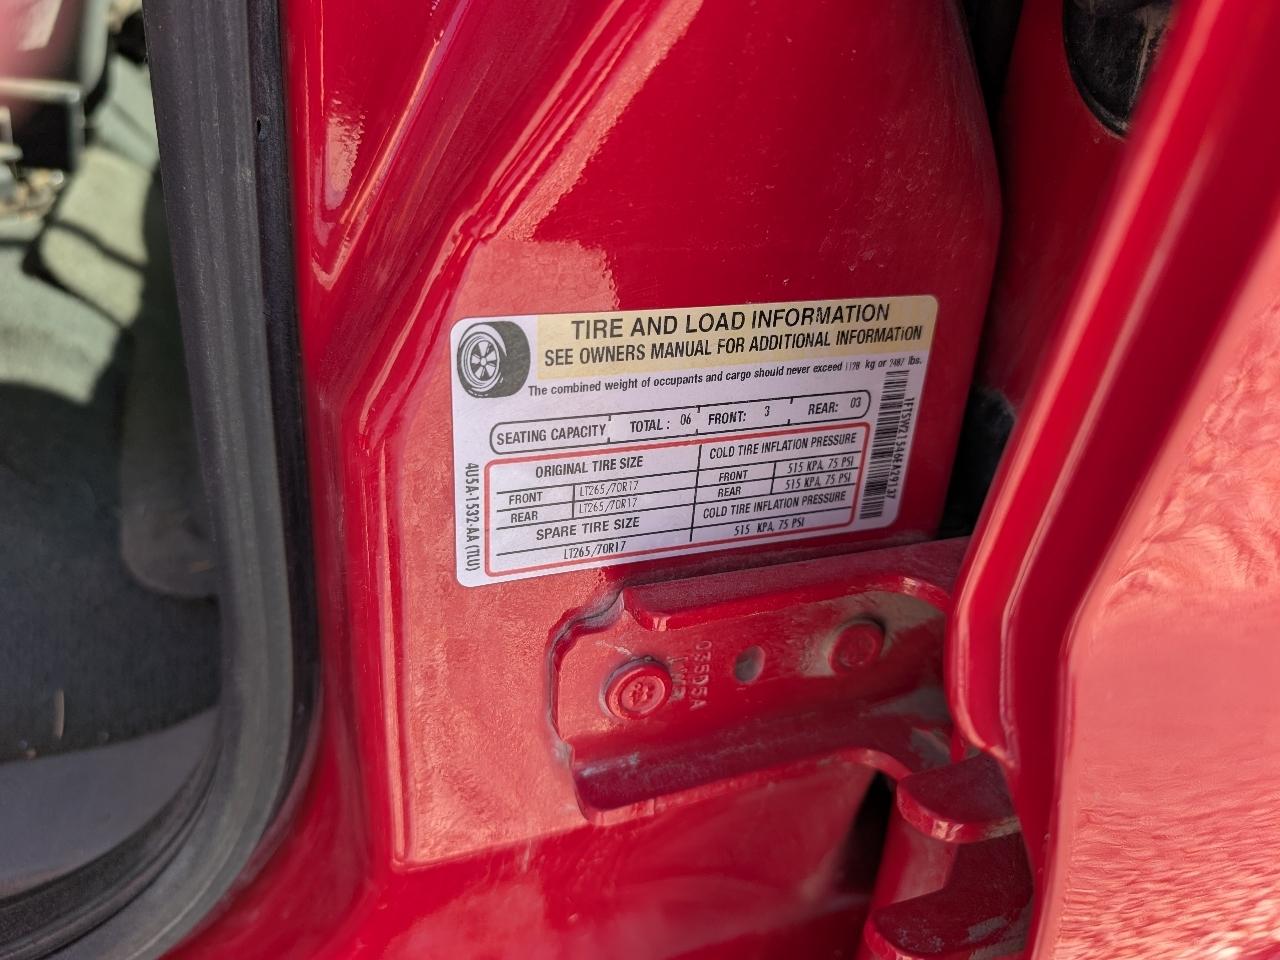 TIRE AND LOAD INFORMATION
SEE OWNERS MANUAL FOR ADDITIONAL INFORMATION
The combined weight of occupants and cargo should never exceed 1128 kg or 2487 lbs.
SEATING CAPACITY TOTAL : 06 FRONT: 3 REAR: 03
ORIGINAL TIRE SIZE COLD TIRE INFLATION PRESSURE
FRONT LT265/70R17 FRONT 515 KPA, 75 PSI
REAR LT265/70R17 REAR 515 KPA, 75 PSI
SPARE TIRE SIZE COLD TIRE INFLATION PRESSURE
LT265/70R17 515 KPA, 75 PSI
4U5A-1532-AA (TLU)
1FTSW21546EA29137
035D5A
LWR